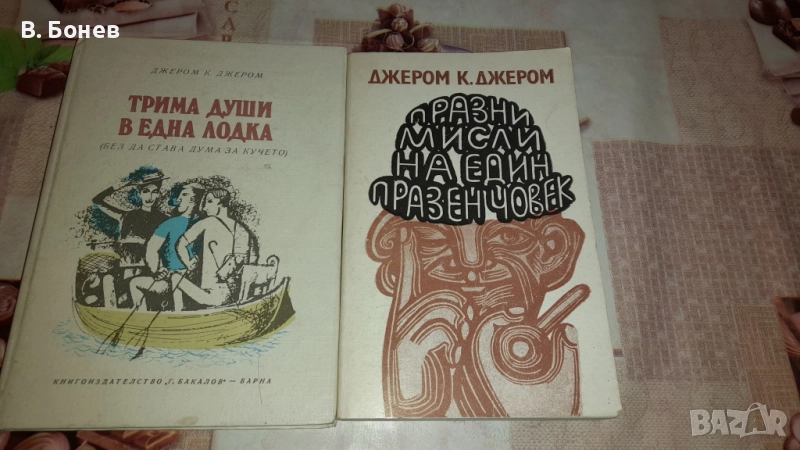 В. Бонев
ДЖЕРОМ К. ДЖЕРОМ
ТРИМА ДУШИ
В ЕДНА ЛОДКА
(БЕЗ ДА СТАВА ДУМА ЗА КУЧЕТО)
КНИГОИЗДАТЕЛСТВО „Г. БАКАЛОВ" — ВАРНА
ДЖЕРОМ К. ДЖЕРОМ
ПРАЗНИ
МИСЛИ
НА ЕДИН
ПРАЗЕН ЧОВЕК
BAZAR